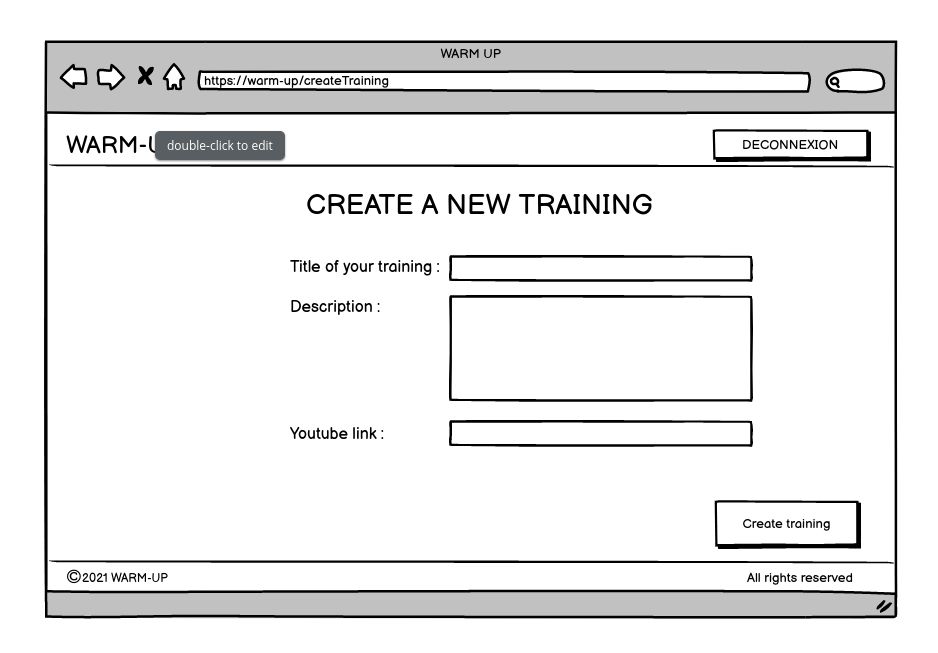 WARM UP
https://warm-up/createTraining
WARM-U
double-click to edit
DECONNEXION
CREATE A NEW TRAINING
Title of your training :
Description :
Youtube link :
Create training
©2021 WARM-UP
All rights reserved